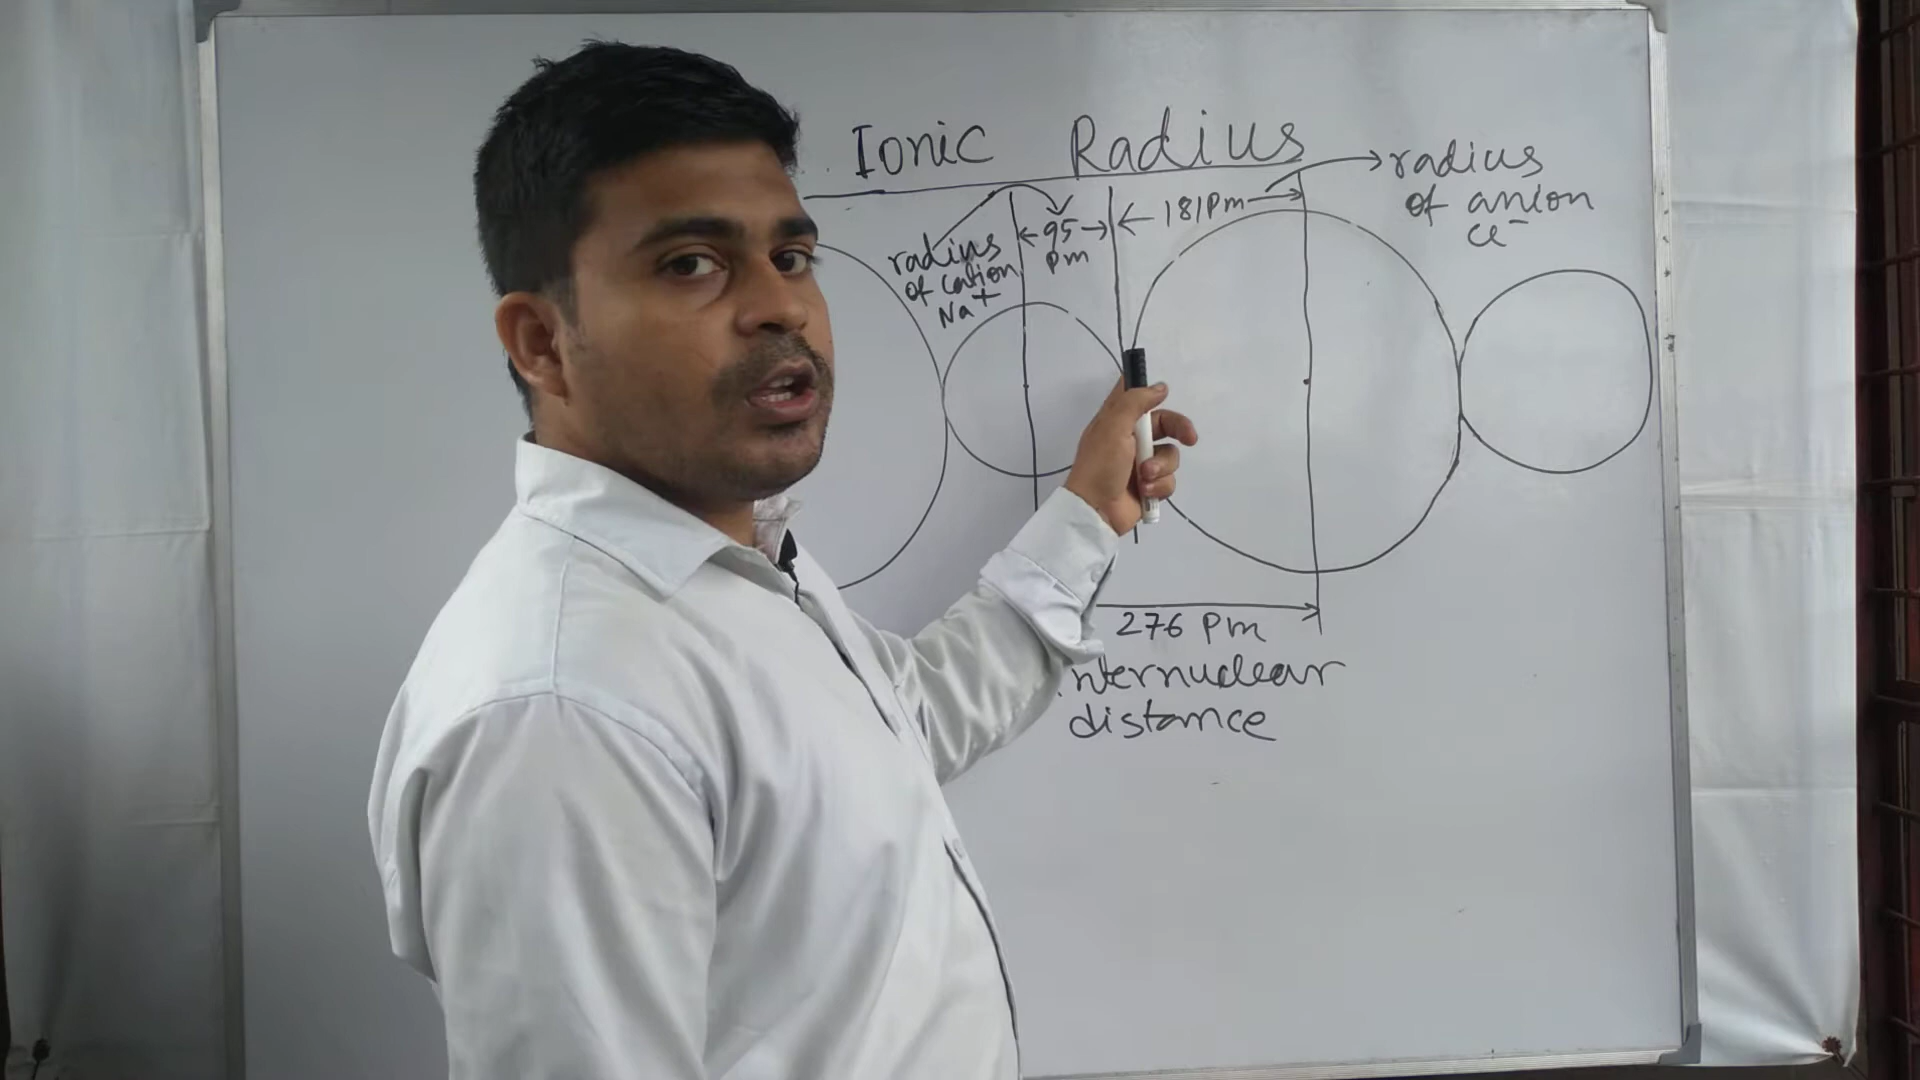 Ionic Radius
radius
of anion
Cl-
181Pm
95
Pm
radius
of cation
Na+
276 Pm
internuclear
distance